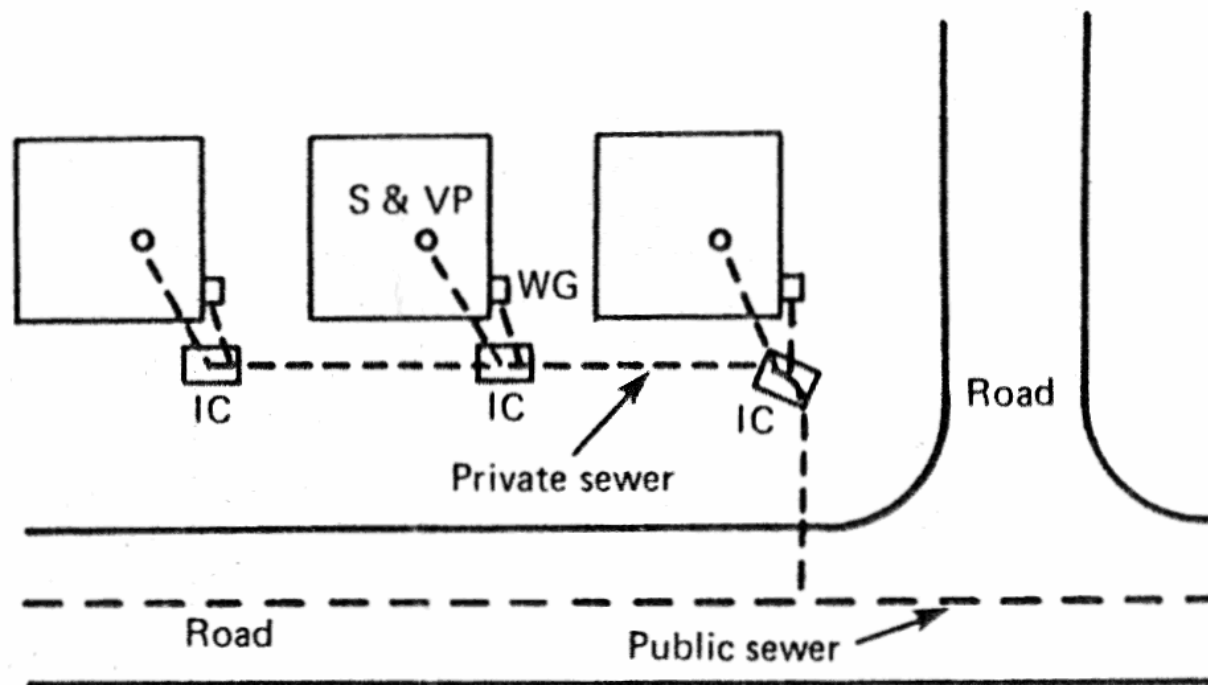 S & VP
WG
IC
IC
IC
Road
Private sewer
Road
Public sewer